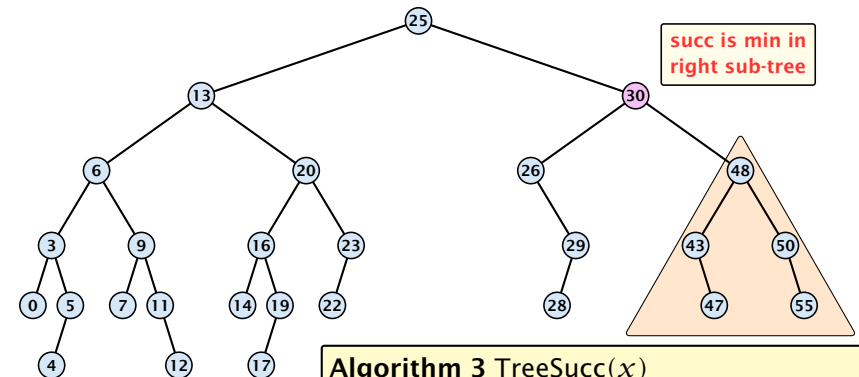 25
succ is min in
right sub-tree
13 30
6 20 26 48
3 9 16 23 29 43 50
0 5 7 11 14 19 22 28 47 55
4 12 17
Algorithm 3 TreeSucc(x)